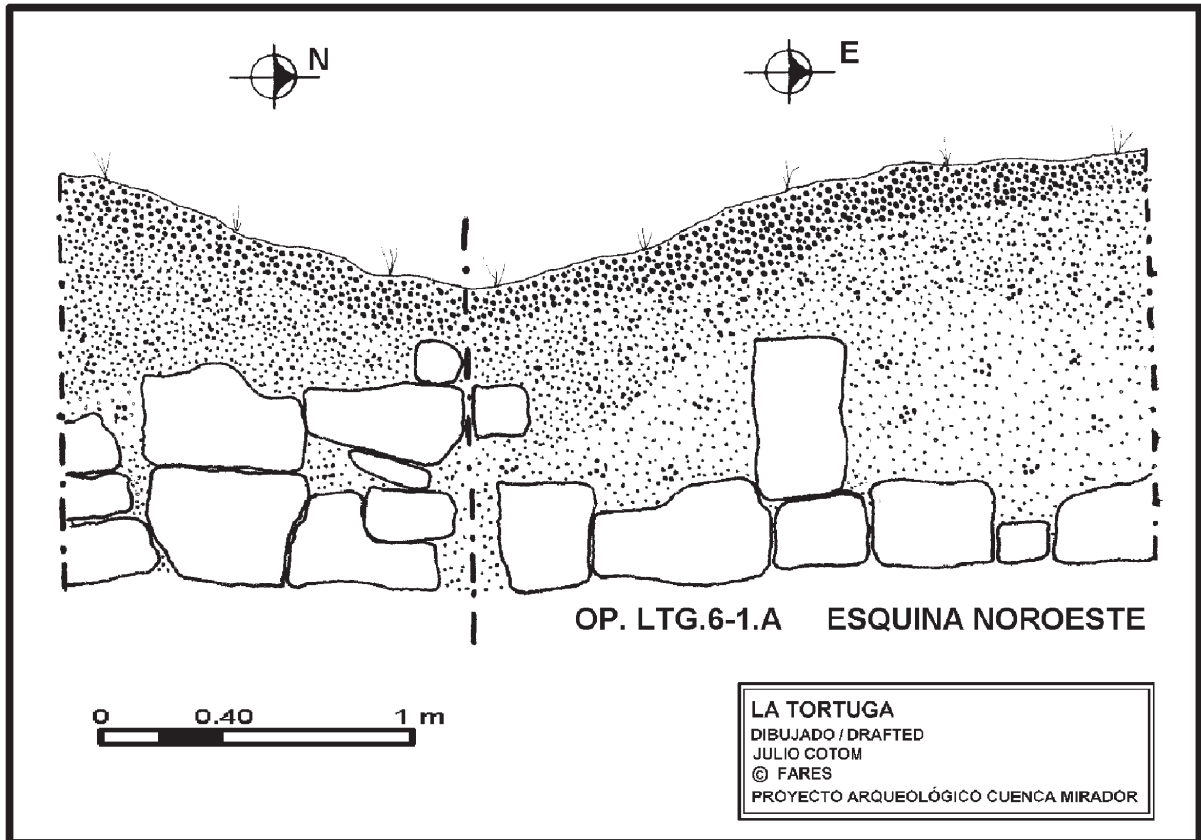 N
E
OP. LTG.6-1.A ESQUINA NOROESTE
0 0.40 1 m
LA TORTUGA
DIBUJADO / DRAFTED
JULIO COTOM
© FARES
PROYECTO ARQUEOLÓGICO CUENCA MIRADOR